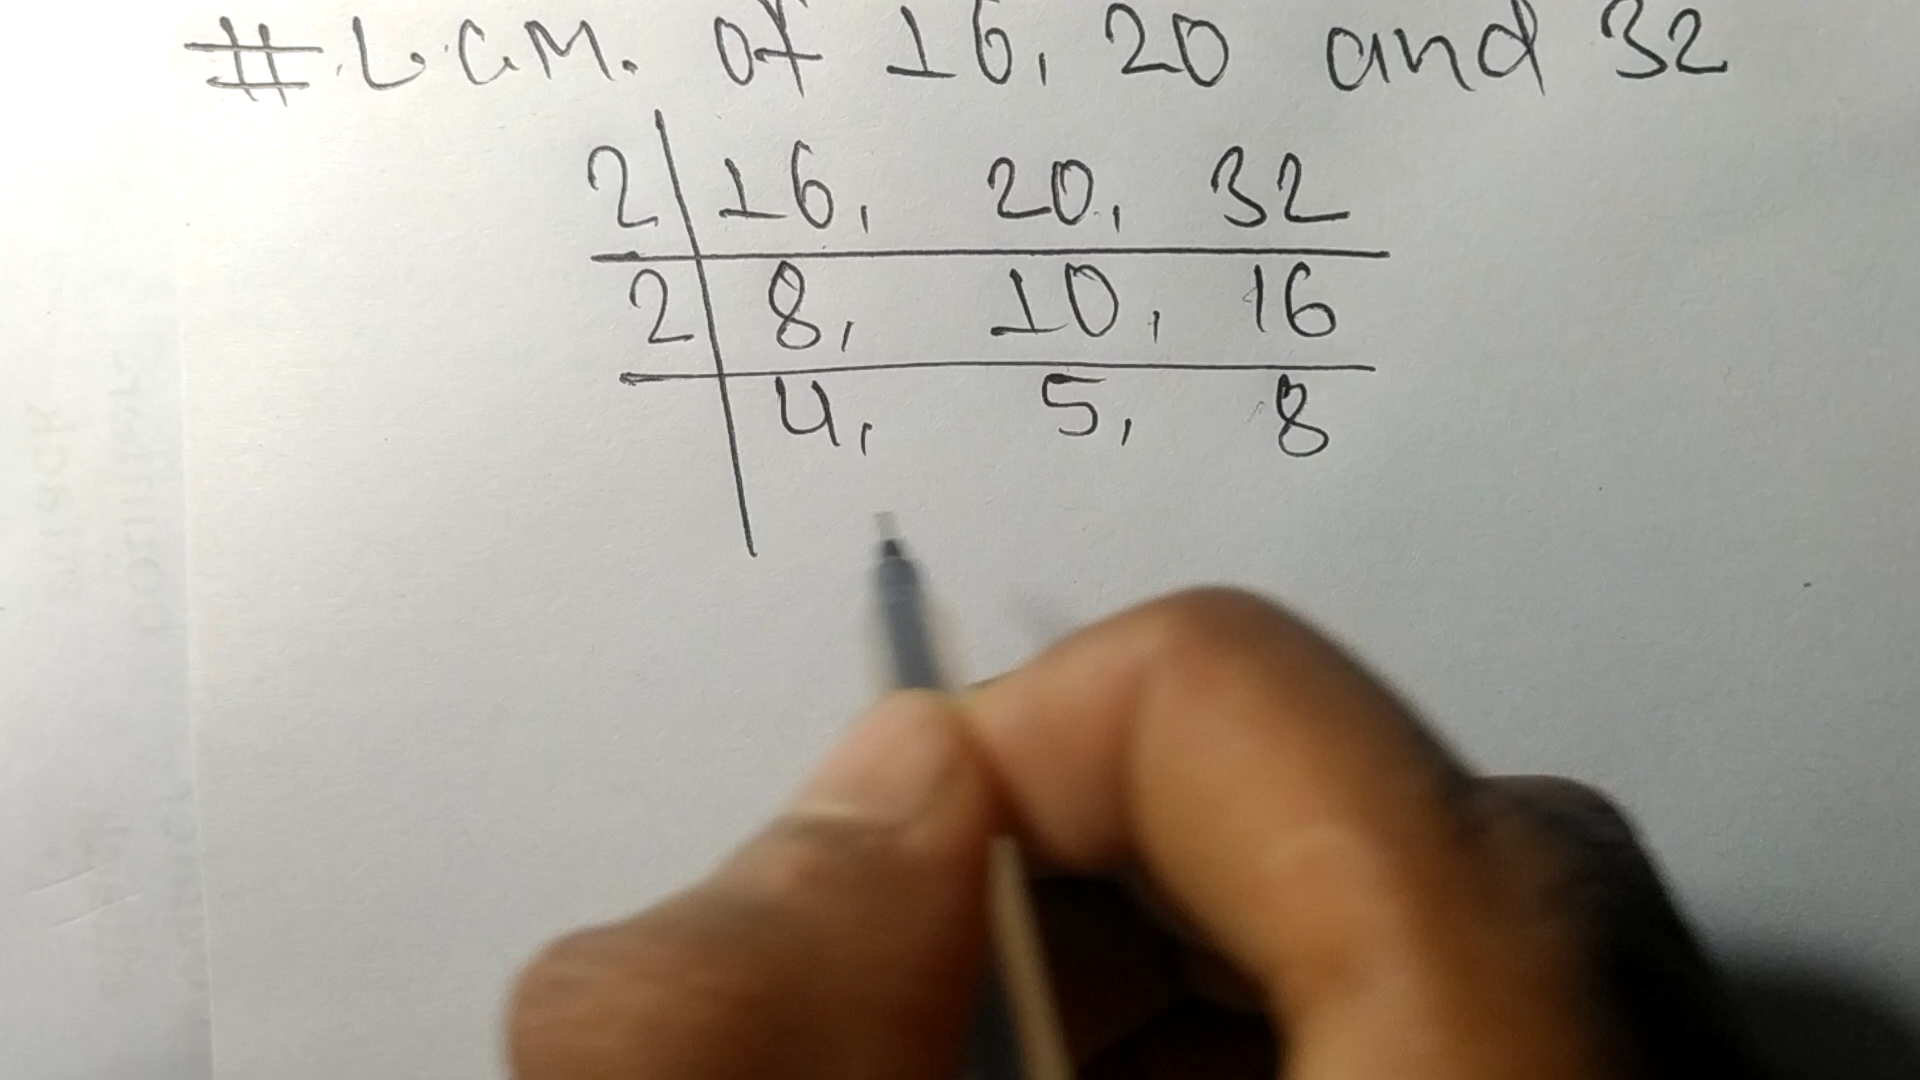 # L.C.M. of 16, 20 and 32
2 16, 20, 32
2 8, 10, 16
4, 5, 8